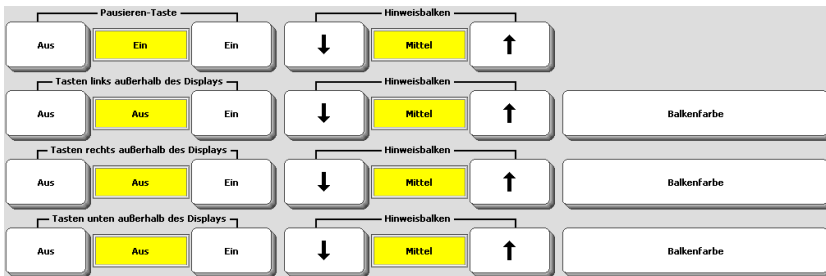 Pausieren-Taste Hinweisbalken
Aus Ein Ein Mittel
Tasten links außerhalb des Displays Hinweisbalken
Aus Aus Ein Mittel Balkenfarbe
Tasten rechts außerhalb des Displays Hinweisbalken
Aus Aus Ein Mittel Balkenfarbe
Tasten unten außerhalb des Displays Hinweisbalken
Aus Aus Ein Mittel Balkenfarbe